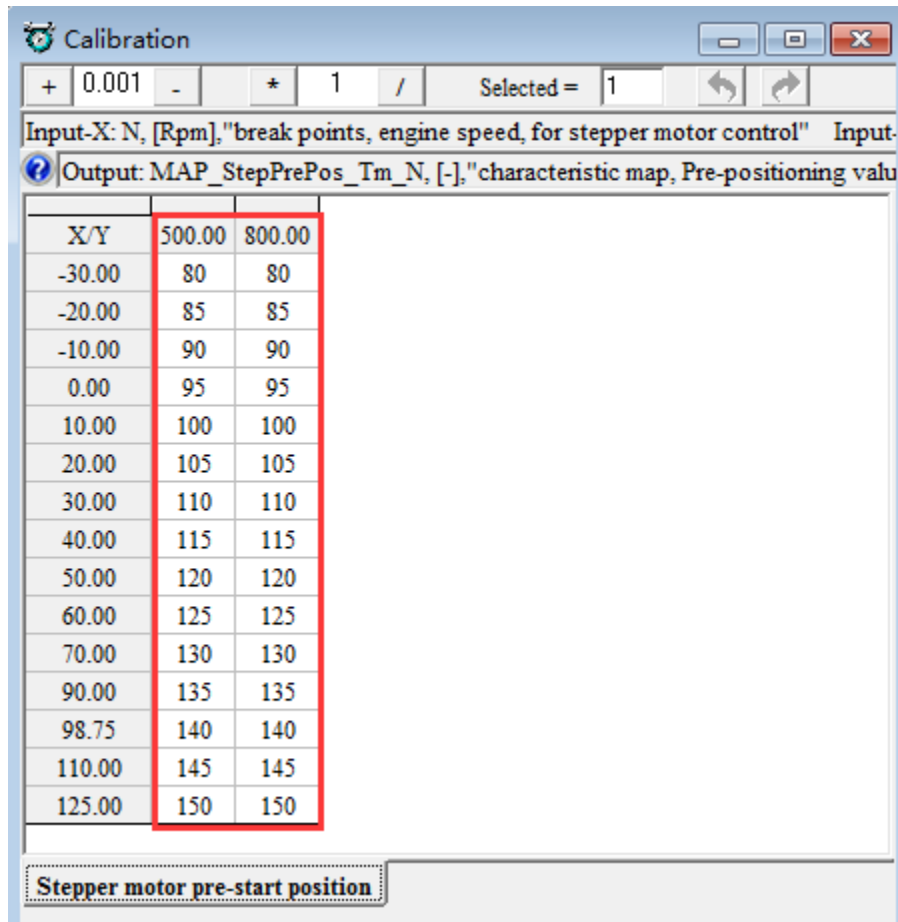 Calibration
+ 0.001 - * 1 / Selected = 1
Input-X: N, [Rpm],"break points, engine speed, for stepper motor control" Input-
Output: MAP_StepPrePos_Tm_N, [-],"characteristic map, Pre-positioning valu
X/Y 500.00 800.00
-30.00 80 80
-20.00 85 85
-10.00 90 90
0.00 95 95
10.00 100 100
20.00 105 105
30.00 110 110
40.00 115 115
50.00 120 120
60.00 125 125
70.00 130 130
90.00 135 135
98.75 140 140
110.00 145 145
125.00 150 150
Stepper motor pre-start position